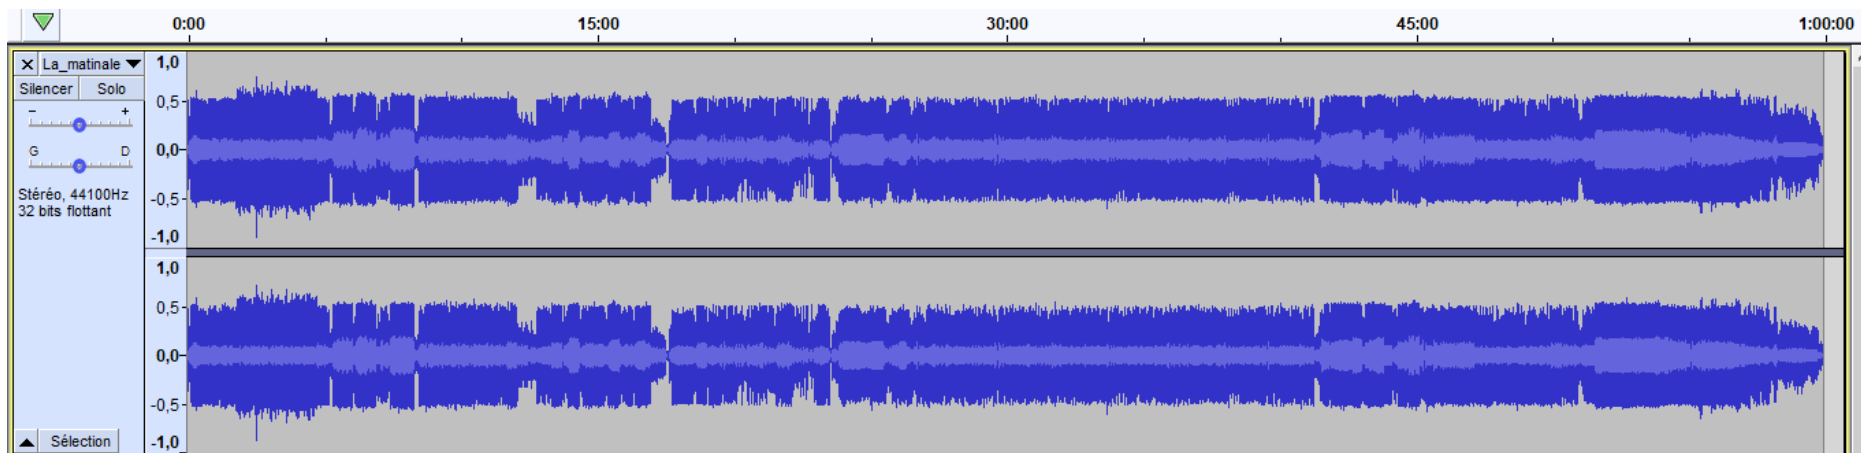 0:00 15:00 30:00 45:00 1:00:00
La_matinale
Silencer Solo
- +
G D
Stéréo, 44100Hz
32 bits flottant
1,0
0,5
0,0
-0,5
-1,0
1,0
0,5
0,0
-0,5
-1,0
Sélection